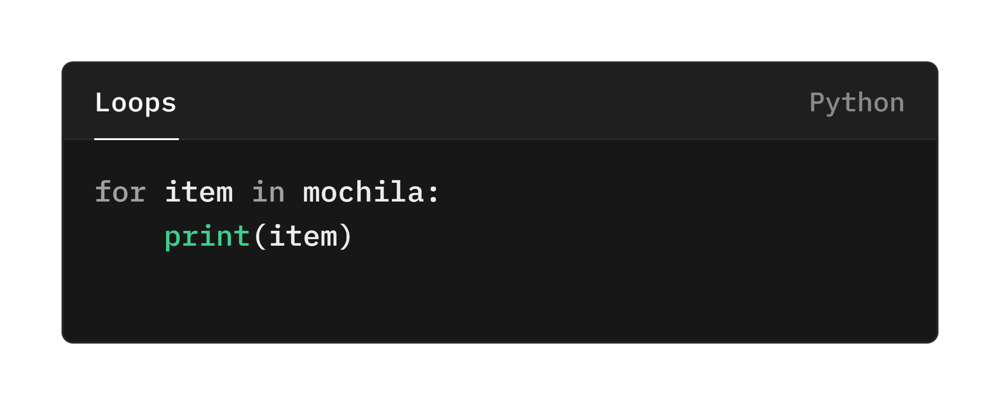 Loops
Python
for item in mochila:
    print(item)